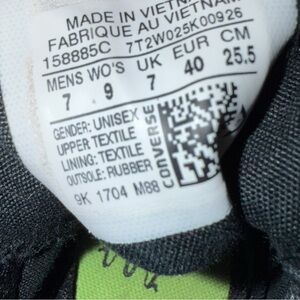 MADE IN VIETNAM
FABRIQUE AU VIETNAM
158885C 7T2W025K00926
MENS WO'S UK EUR CM
7 9 7 40 25.5
GENDER: UNISEX
UPPER: TEXTILE
LINING: TEXTILE
OUTSOLE: RUBBER
9K 1704 M88
CONVERSE